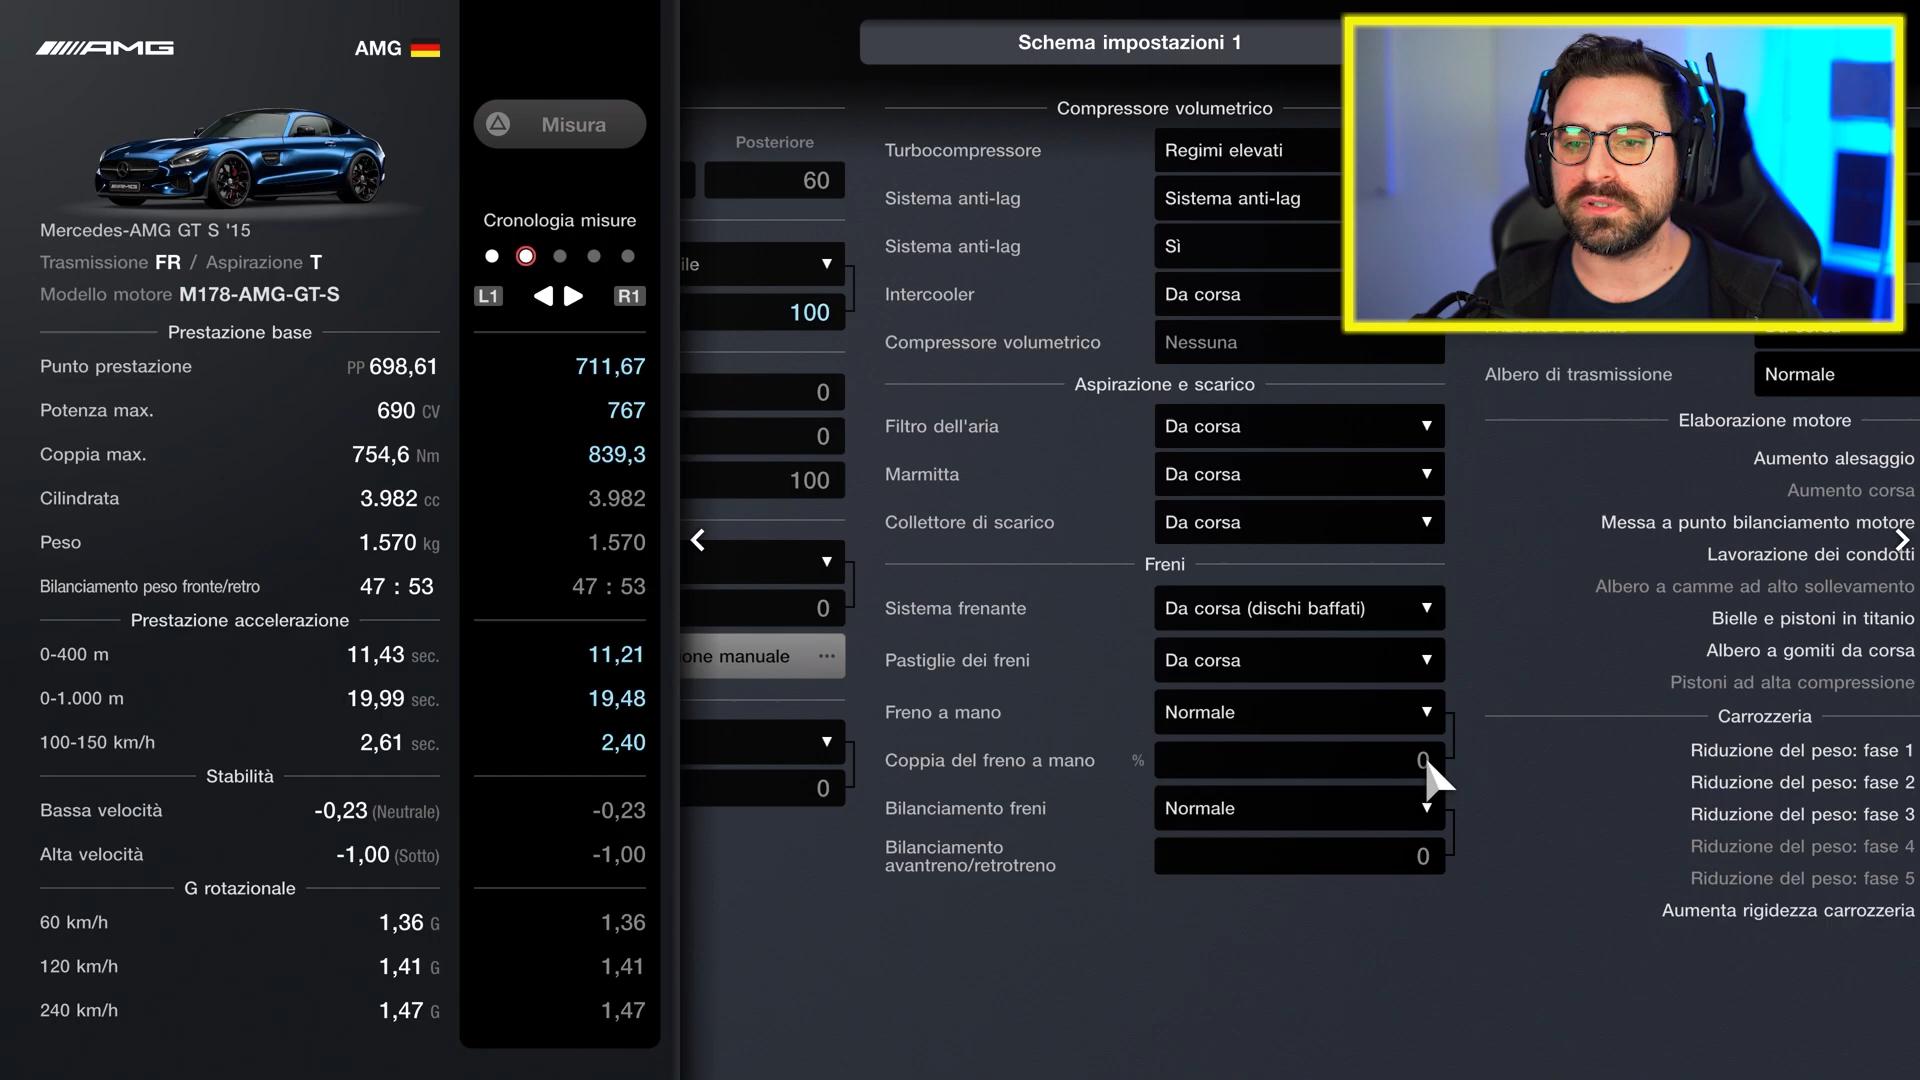 AMG
AMG
Mercedes-AMG GT S '15
Trasmissione FR / Aspirazione T
Modello motore M178-AMG-GT-S
Prestazione base
Punto prestazione PP 698,61
Potenza max. 690 CV
Coppia max. 754,6 Nm
Cilindrata 3.982 cc
Peso 1.570 kg
Bilanciamento peso fronte/retro 47 : 53
Prestazione accelerazione
0-400 m 11,43 sec.
0-1.000 m 19,99 sec.
100-150 km/h 2,61 sec.
Stabilità
Bassa velocità -0,23 (Neutrale)
Alta velocità -1,00 (Sotto)
G rotazionale
60 km/h 1,36 G
120 km/h 1,41 G
240 km/h 1,47 G
Misura
Cronologia misure
L1 R1
711,67
767
839,3
3.982
1.570
47 : 53
11,21
19,48
2,40
-0,23
-1,00
1,36
1,41
1,47
Posteriore
60
ile
100
0
0
100
0
one manuale ...
0
Schema impostazioni 1
Compressore volumetrico
Turbocompressore Regimi elevati
Sistema anti-lag Sistema anti-lag
Sistema anti-lag Sì
Intercooler Da corsa
Compressore volumetrico Nessuna
Aspirazione e scarico
Filtro dell'aria Da corsa
Marmitta Da corsa
Collettore di scarico Da corsa
Freni
Sistema frenante Da corsa (dischi baffati)
Pastiglie dei freni Da corsa
Freno a mano Normale
Coppia del freno a mano % 0
Bilanciamento freni Normale
Bilanciamento
avantreno/retrotreno 0
Albero di trasmissione Normale
Elaborazione motore
Aumento alesaggio
Aumento corsa
Messa a punto bilanciamento motore
Lavorazione dei condotti
Albero a camme ad alto sollevamento
Bielle e pistoni in titanio
Albero a gomiti da corsa
Pistoni ad alta compressione
Carrozzeria
Riduzione del peso: fase 1
Riduzione del peso: fase 2
Riduzione del peso: fase 3
Riduzione del peso: fase 4
Riduzione del peso: fase 5
Aumenta rigidezza carrozzeria